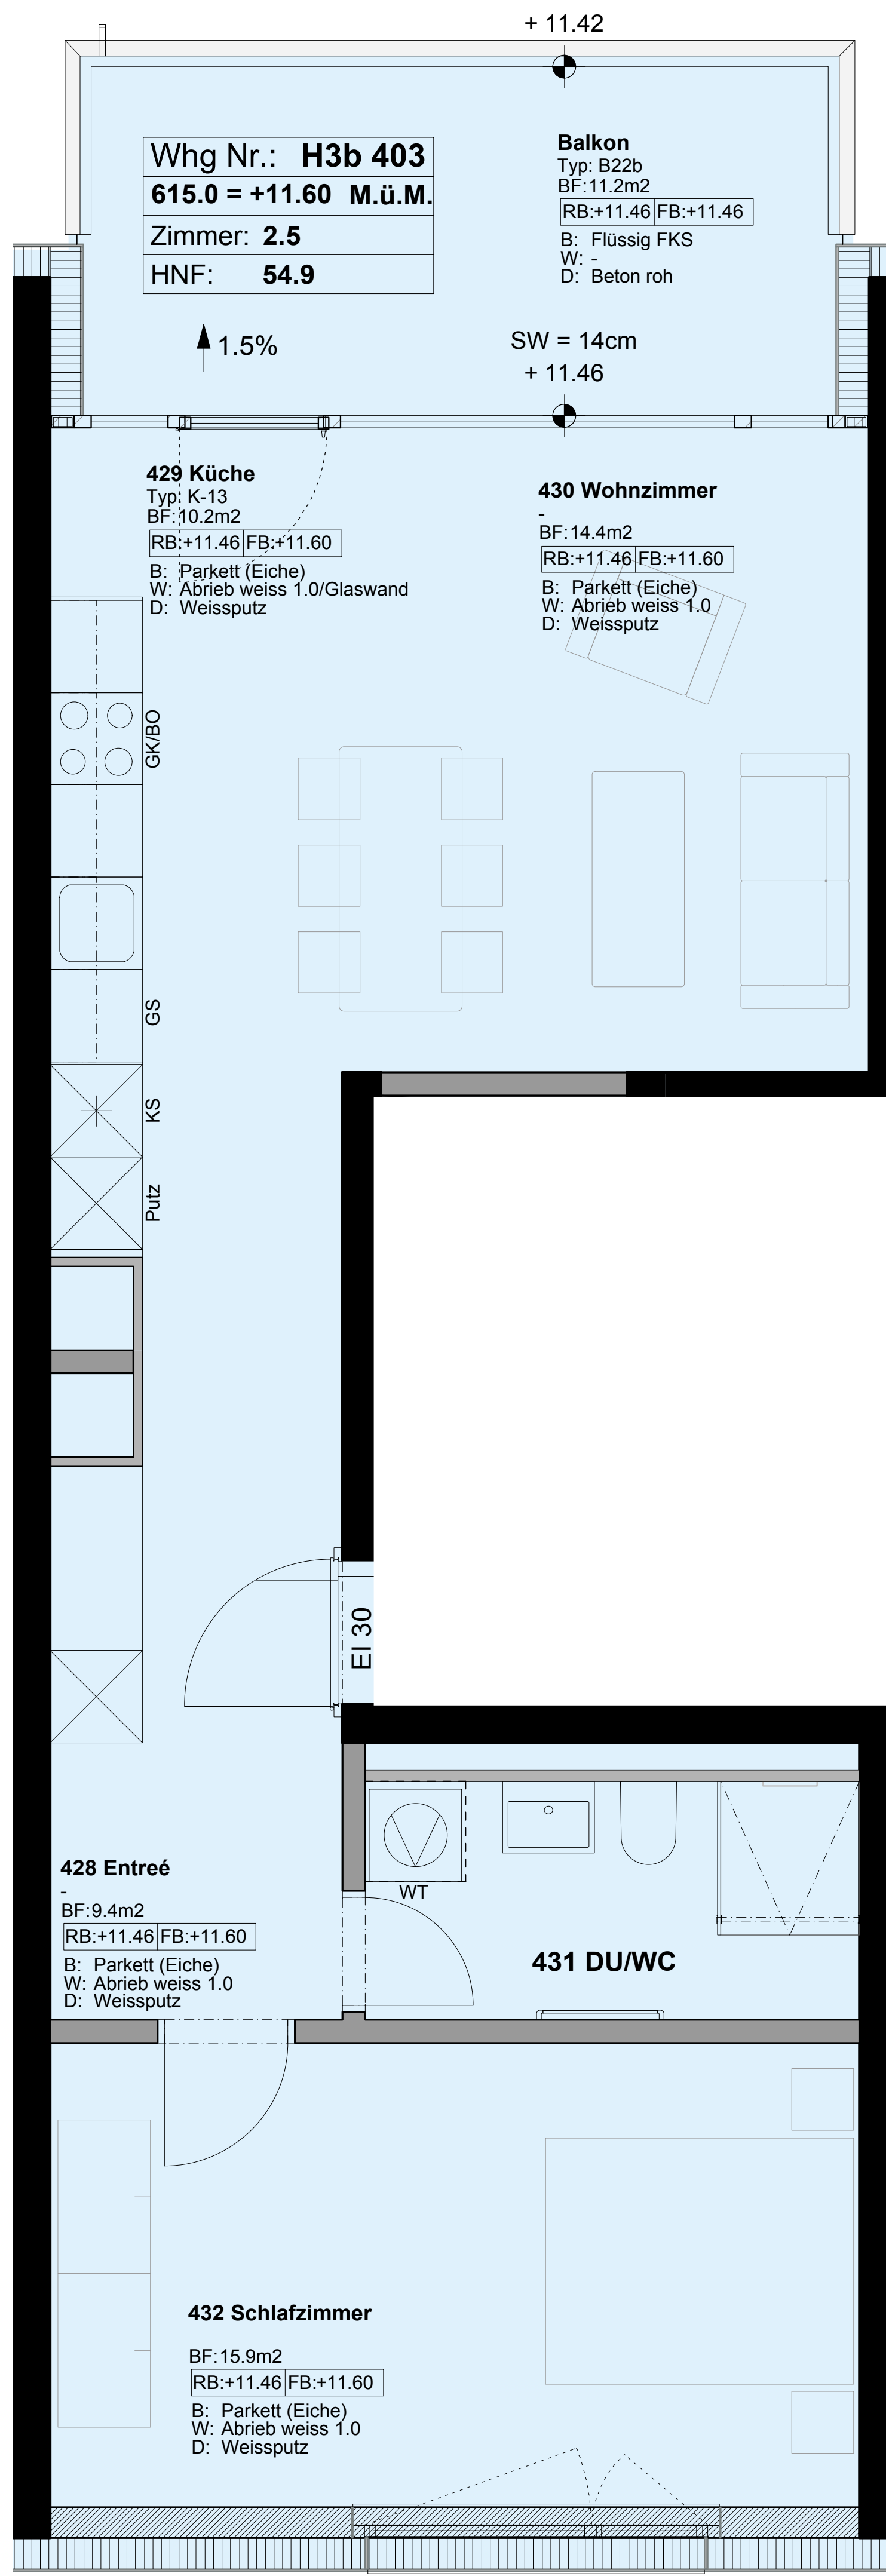 + 11.42
Whg Nr.: H3b 403
615.0 = +11.60 M.ü.M.
Zimmer: 2.5
HNF: 54.9
Balkon
Typ: B22b
BF:11.2m2
RB:+11.46 FB:+11.46
B: Flüssig FKS
W: -
D: Beton roh
1.5%
SW = 14cm
+ 11.46
429 Küche
Typ: K-13
BF:10.2m2
RB:+11.46 FB:+11.60
B: Parkett (Eiche)
W: Abrieb weiss 1.0/Glaswand
D: Weissputz
430 Wohnzimmer
-
BF:14.4m2
RB:+11.46 FB:+11.60
B: Parkett (Eiche)
W: Abrieb weiss 1.0
D: Weissputz
GK/BO
GS
KS
Putz
EI 30
WT
431 DU/WC
428 Entreé
-
BF:9.4m2
RB:+11.46 FB:+11.60
B: Parkett (Eiche)
W: Abrieb weiss 1.0
D: Weissputz
432 Schlafzimmer
BF:15.9m2
RB:+11.46 FB:+11.60
B: Parkett (Eiche)
W: Abrieb weiss 1.0
D: Weissputz